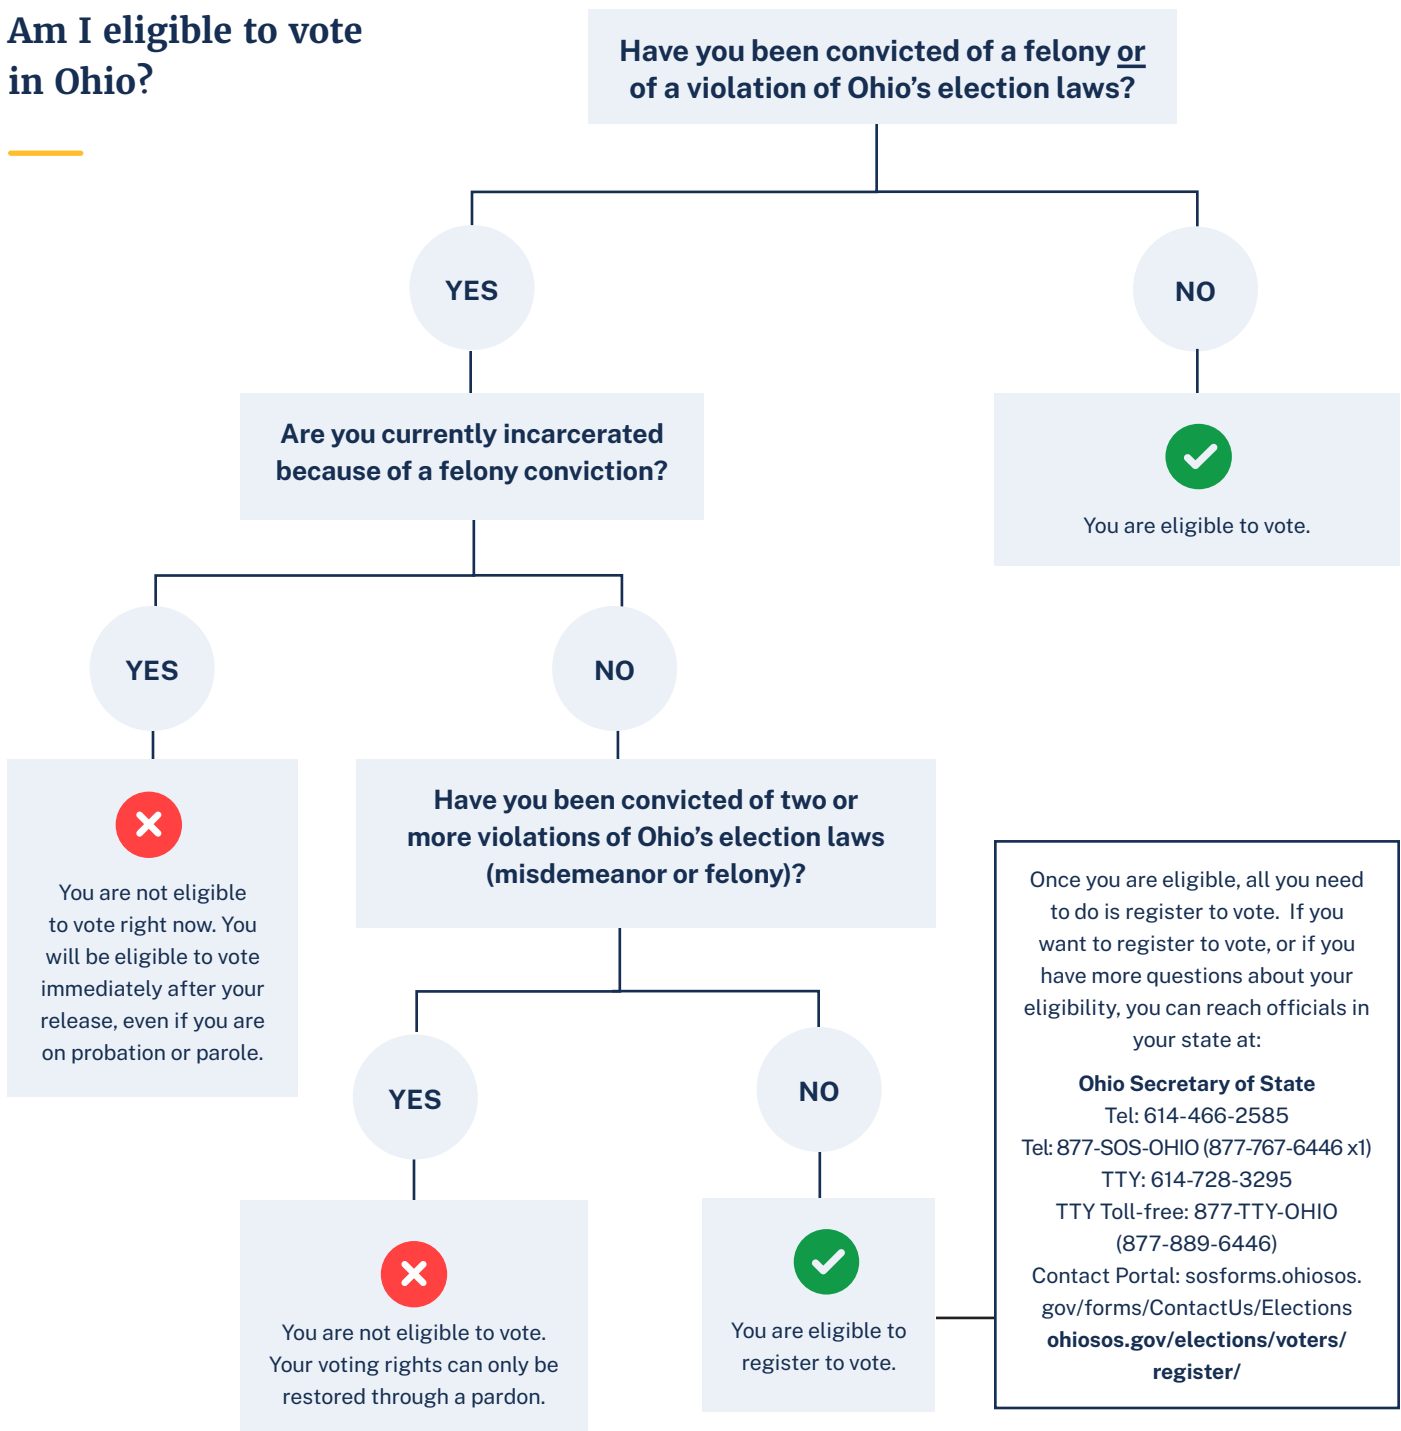 Am I eligible to vote
in Ohio?
Have you been convicted of a felony or
of a violation of Ohio's election laws?
YES
NO
Are you currently incarcerated
because of a felony conviction?
You are eligible to vote.
YES
NO
You are not eligible
to vote right now. You
will be eligible to vote
immediately after your
release, even if you are
on probation or parole.
Have you been convicted of two or
more violations of Ohio's election laws
(misdemeanor or felony)?
YES
NO
You are not eligible to vote.
Your voting rights can only be
restored through a pardon.
You are eligible to
register to vote.
Once you are eligible, all you need
to do is register to vote.  If you
want to register to vote, or if you
have more questions about your
eligibility, you can reach officials in
your state at:
Ohio Secretary of State
Tel: 614-466-2585
Tel: 877-SOS-OHIO (877-767-6446 x1)
TTY: 614-728-3295
TTY Toll-free: 877-TTY-OHIO
(877-889-6446)
Contact Portal: sosforms.ohiosos.
gov/forms/ContactUs/Elections
ohiosos.gov/elections/voters/
register/